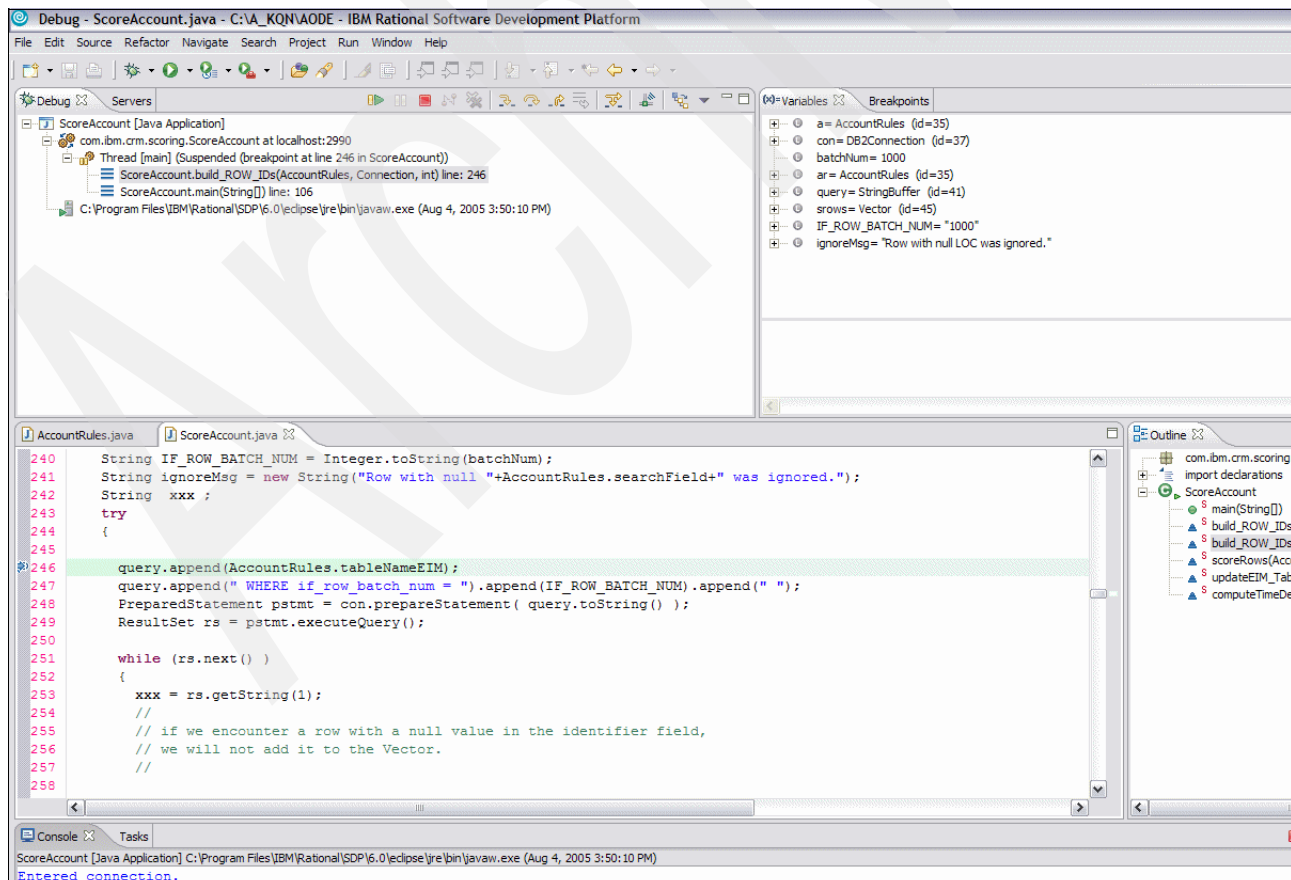 Debug - ScoreAccount.java - C:\A_KQN\AODE - IBM Rational Software Development Platform
File Edit Source Refactor Navigate Search Project Run Window Help
Debug Servers
ScoreAccount [Java Application]
com.ibm.crm.scoring.ScoreAccount at localhost:2990
Thread [main] (Suspended (breakpoint at line 246 in ScoreAccount))
ScoreAccount.build_ROW_IDs(AccountRules, Connection, int) line: 246
ScoreAccount.main(String[]) line: 106
C:\Program Files\IBM\Rational\SDP\6.0\eclipse\jre\bin\javaw.exe (Aug 4, 2005 3:50:10 PM)
(x)= Variables Breakpoints
a= AccountRules (id=35)
con= DB2Connection (id=37)
batchNum= 1000
ar= AccountRules (id=35)
query= StringBuffer (id=41)
srows= Vector (id=45)
IF_ROW_BATCH_NUM= "1000"
ignoreMsg= "Row with null LOC was ignored."
AccountRules.java ScoreAccount.java
240 String IF_ROW_BATCH_NUM = Integer.toString(batchNum);
241 String ignoreMsg = new String("Row with null "+AccountRules.searchField+" was ignored.");
242 String xxx ;
243 try
244 {
245
246 query.append(AccountRules.tableNameEIM);
247 query.append(" WHERE if_row_batch_num = ").append(IF_ROW_BATCH_NUM).append(" ");
248 PreparedStatement pstmt = con.prepareStatement( query.toString() );
249 ResultSet rs = pstmt.executeQuery();
250
251 while (rs.next() )
252 {
253 xxx = rs.getString(1);
254 //
255 // if we encounter a row with a null value in the identifier field,
256 // we will not add it to the Vector.
257 //
258
Outline
com.ibm.crm.scoring
import declarations
ScoreAccount
S main(String[])
S build_ROW_IDs
S build_ROW_IDs
S scoreRows(Acc
S updateEIM_Tab
S computeTimeDe
Console Tasks
ScoreAccount [Java Application] C:\Program Files\IBM\Rational\SDP\6.0\eclipse\jre\bin\javaw.exe (Aug 4, 2005 3:50:10 PM)
Entered connection.